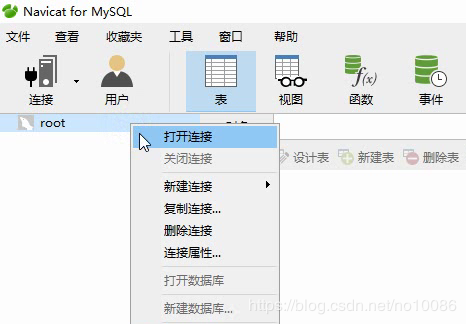 Navicat for MySQL
文件 查看 收藏夹 工具 窗口 帮助
连接 用户 表 视图 函数 事件
root
打开连接
关闭连接
设计表 新建表 删除表
新建连接
复制连接...
删除连接
连接属性...
打开数据库
新建数据库...
https://blog.csdn.net/no10086